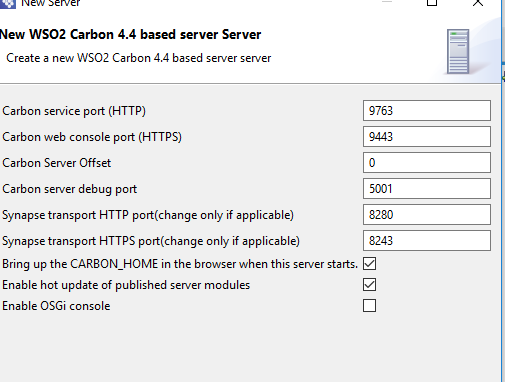 New Server
New WSO2 Carbon 4.4 based server Server
Create a new WSO2 Carbon 4.4 based server server
Carbon service port (HTTP) 9763
Carbon web console port (HTTPS) 9443
Carbon Server Offset 0
Carbon server debug port 5001
Synapse transport HTTP port(change only if applicable) 8280
Synapse transport HTTPS port(change only if applicable) 8243
Bring up the CARBON_HOME in the browser when this server starts.
Enable hot update of published server modules
Enable OSGi console